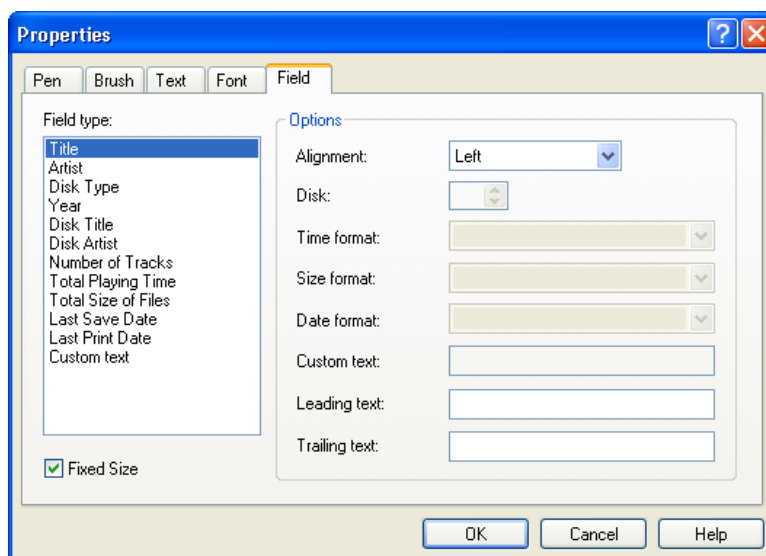 Properties
Pen Brush Text Font Field
Field type:
Title
Artist
Disk Type
Year
Disk Title
Disk Artist
Number of Tracks
Total Playing Time
Total Size of Files
Last Save Date
Last Print Date
Custom text
Fixed Size
Options
Alignment: Left
Disk:
Time format:
Size format:
Date format:
Custom text:
Leading text:
Trailing text:
OK Cancel Help